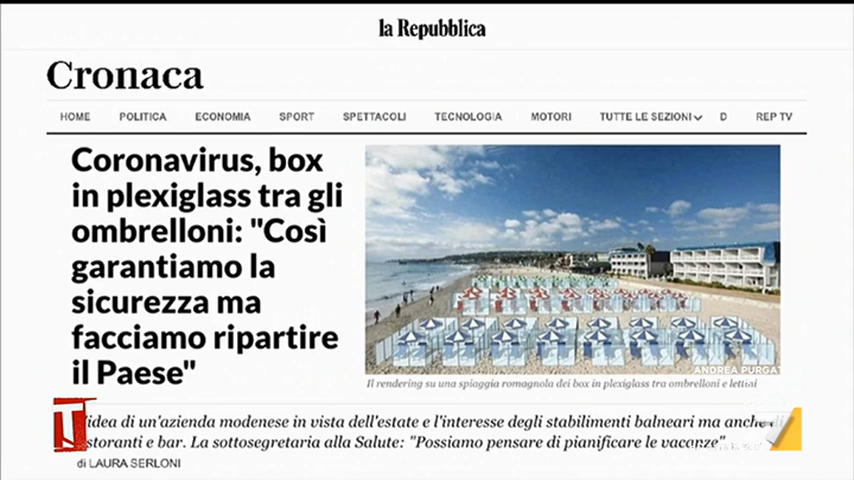 la Repubblica
Cronaca
HOME POLITICA ECONOMIA SPORT SPETTACOLI TECNOLOGIA MOTORI TUTTE LE SEZIONI D REP TV
Coronavirus, box
in plexiglass tra gli
ombrelloni: "Così
garantiamo la
sicurezza ma
facciamo ripartire
il Paese"
ANDREA PURGAT
Il rendering su una spiaggia romagnola dei box in plexiglass tra ombrelloni e lettini
T
idea di un'azienda modenese in vista dell'estate e l'interesse degli stabilimenti balneari ma anche di
storanti e bar. La sottosegretaria alla Salute: "Possiamo pensare di pianificare le vacanze"
di LAURA SERLONI
7